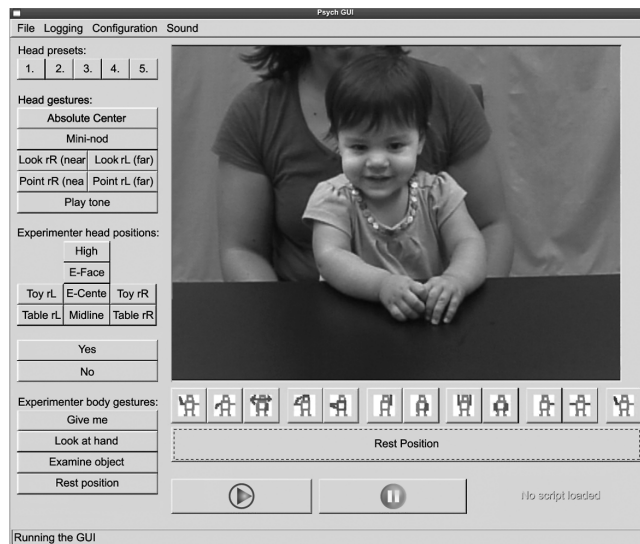 Psych GUI
File Logging Configuration Sound
Head presets:
1. 2. 3. 4. 5.
Head gestures:
Absolute Center
Mini-nod
Look rR (near Look rL (far)
Point rR (nea Point rL (far)
Play tone
Experimenter head positions:
High
E-Face
Toy rL E-Cente Toy rR
Table rL Midline Table rR
Yes
No
Experimenter body gestures:
Give me
Look at hand
Examine object
Rest position
Rest Position
No script loaded
Running the GUI